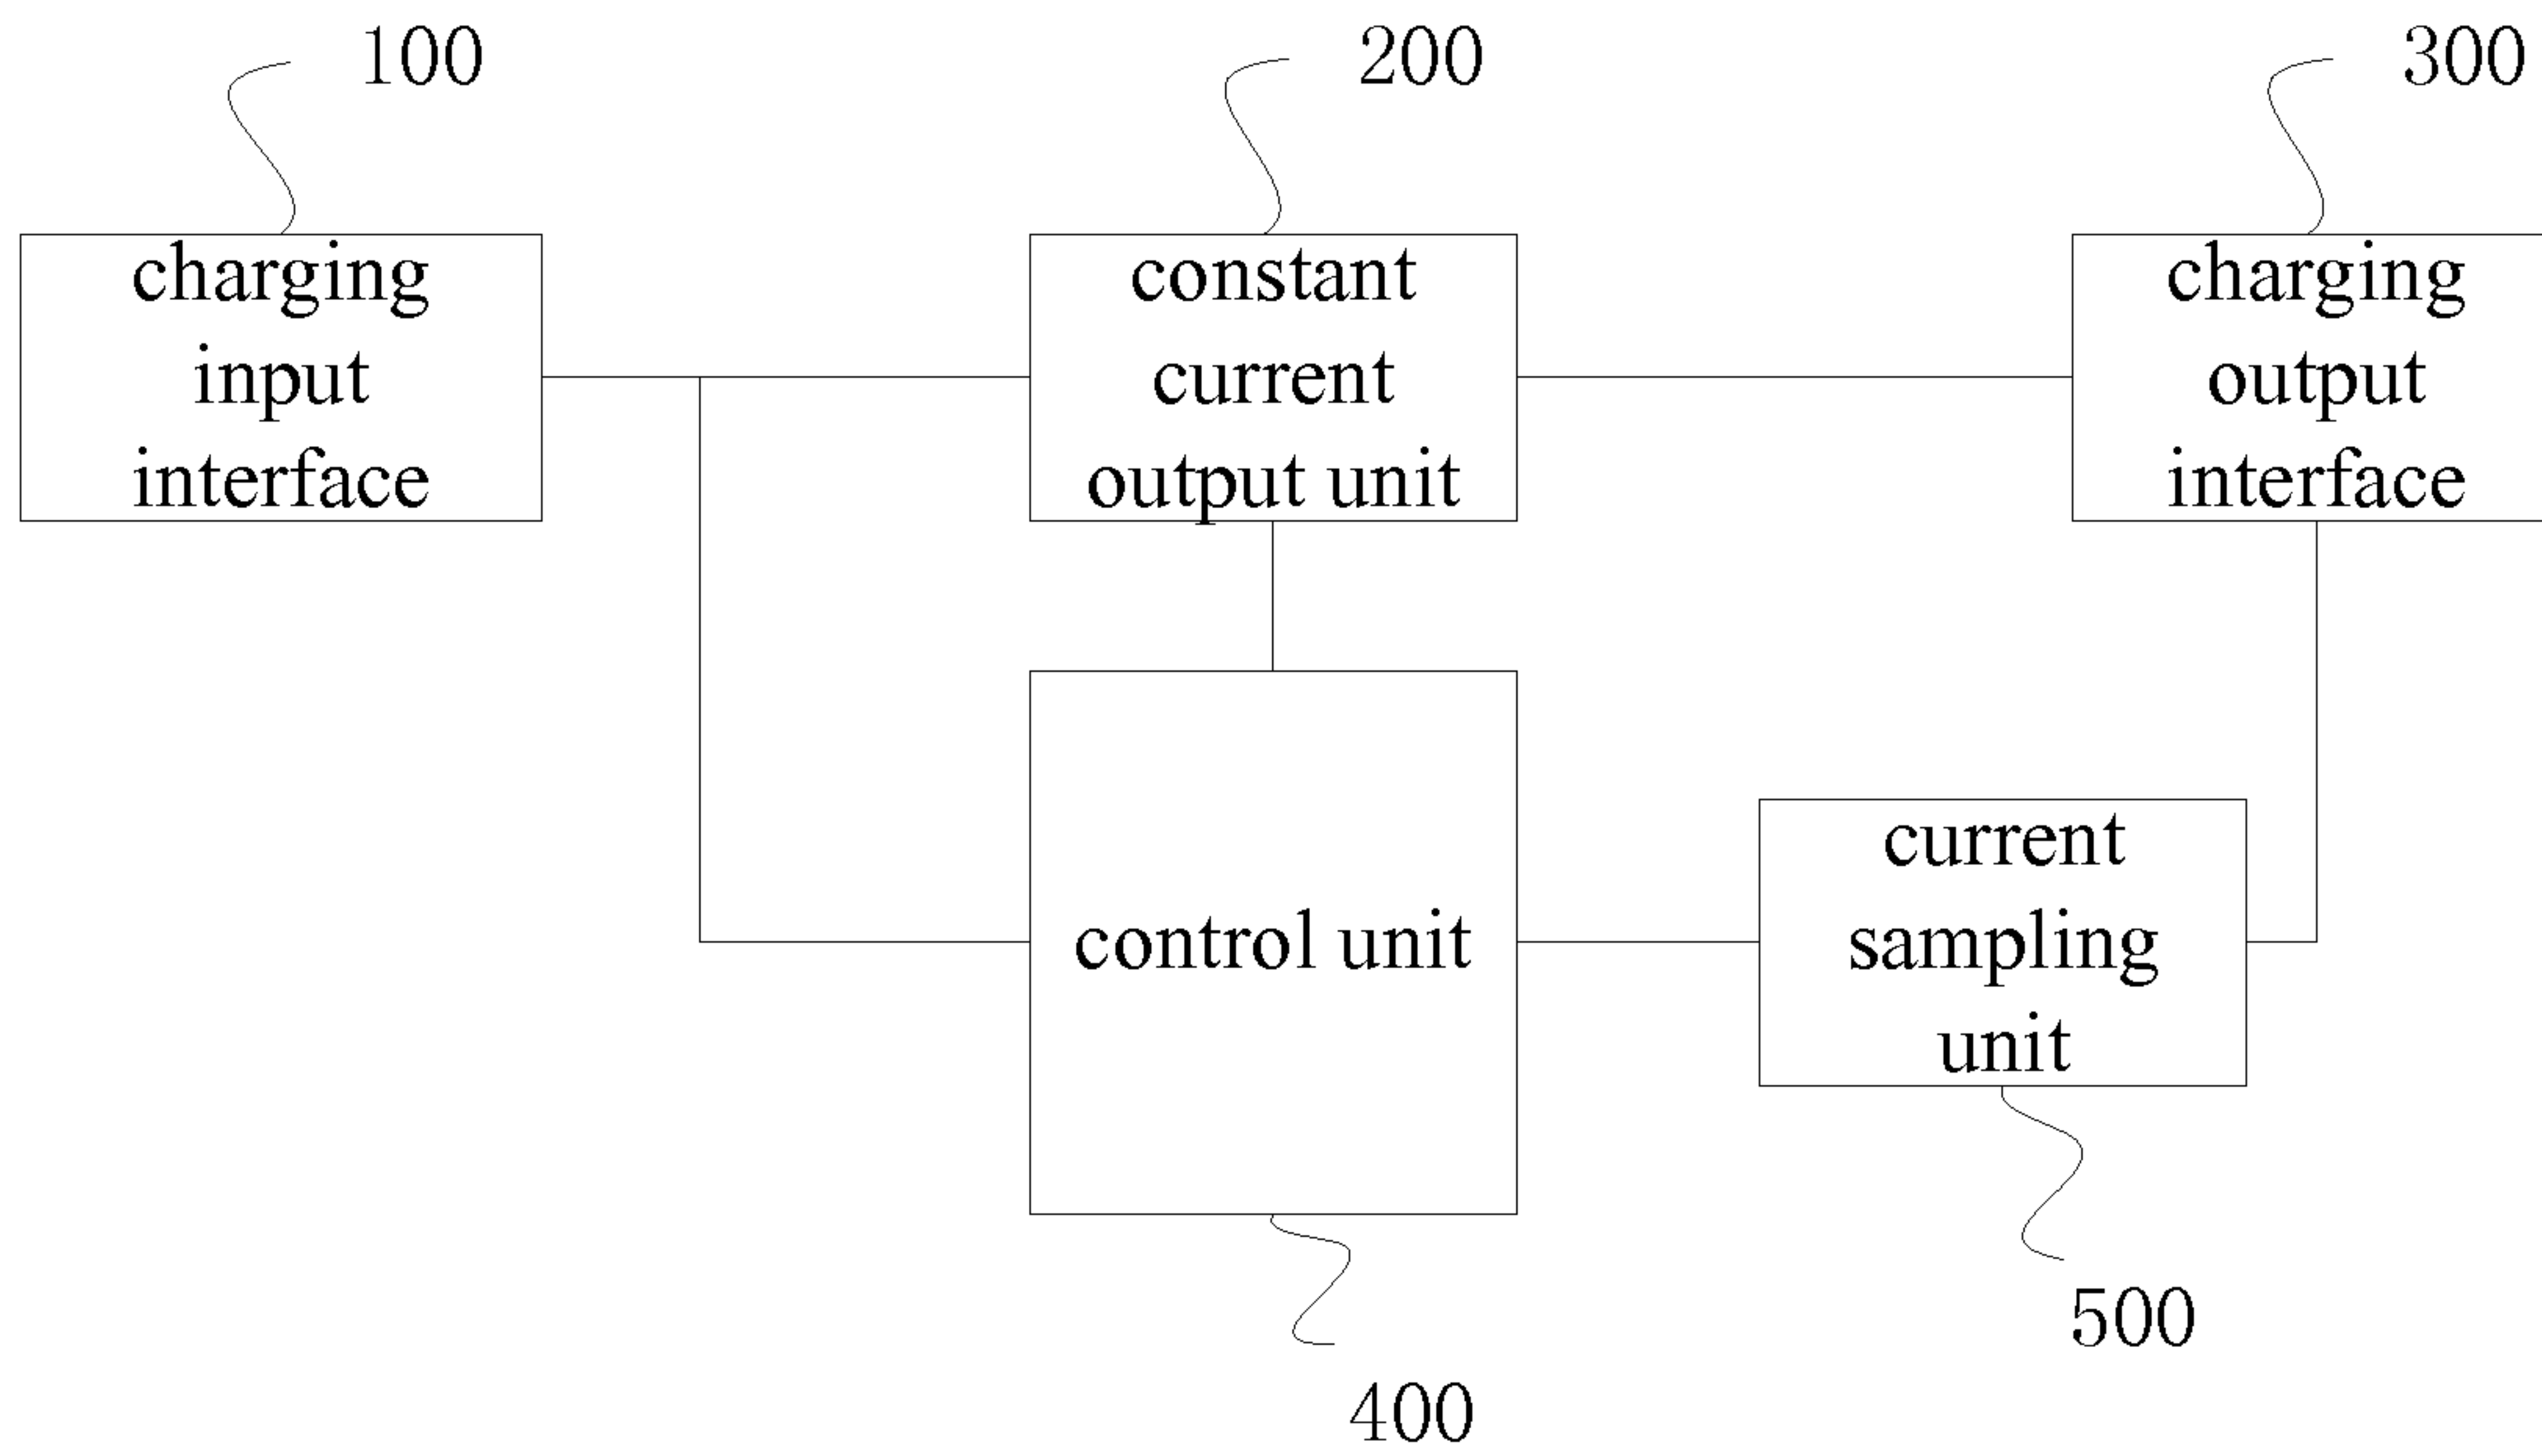 100
200
300
charging
input
interface
constant
current
output unit
charging
output
interface
control unit
current
sampling
unit
500
400